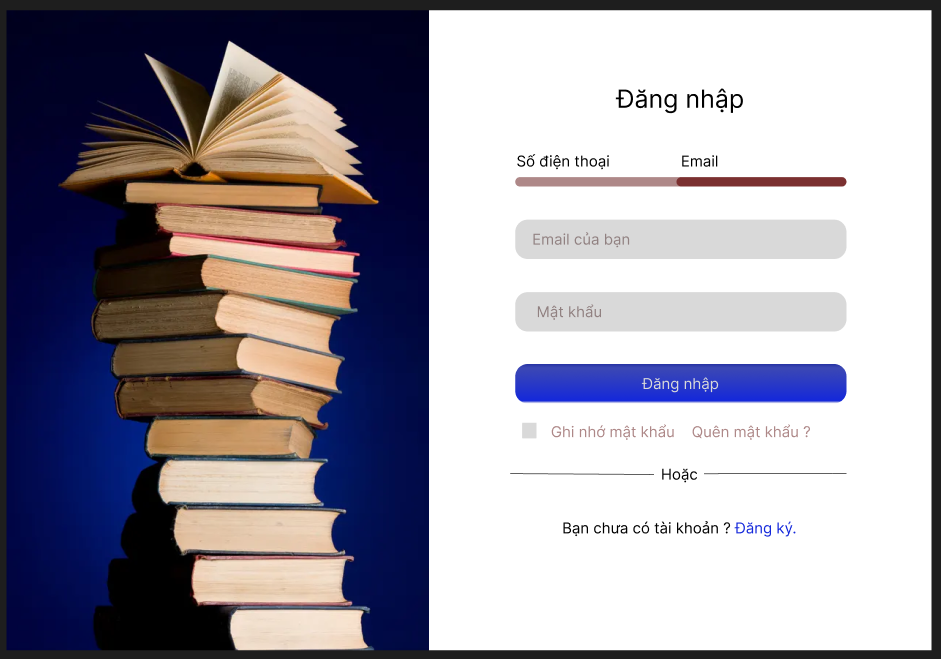 Đăng nhập
Số điện thoại Email
Email của bạn
Mật khẩu
Đăng nhập
Ghi nhớ mật khẩu Quên mật khẩu ?
Hoặc
Bạn chưa có tài khoản ? Đăng ký.